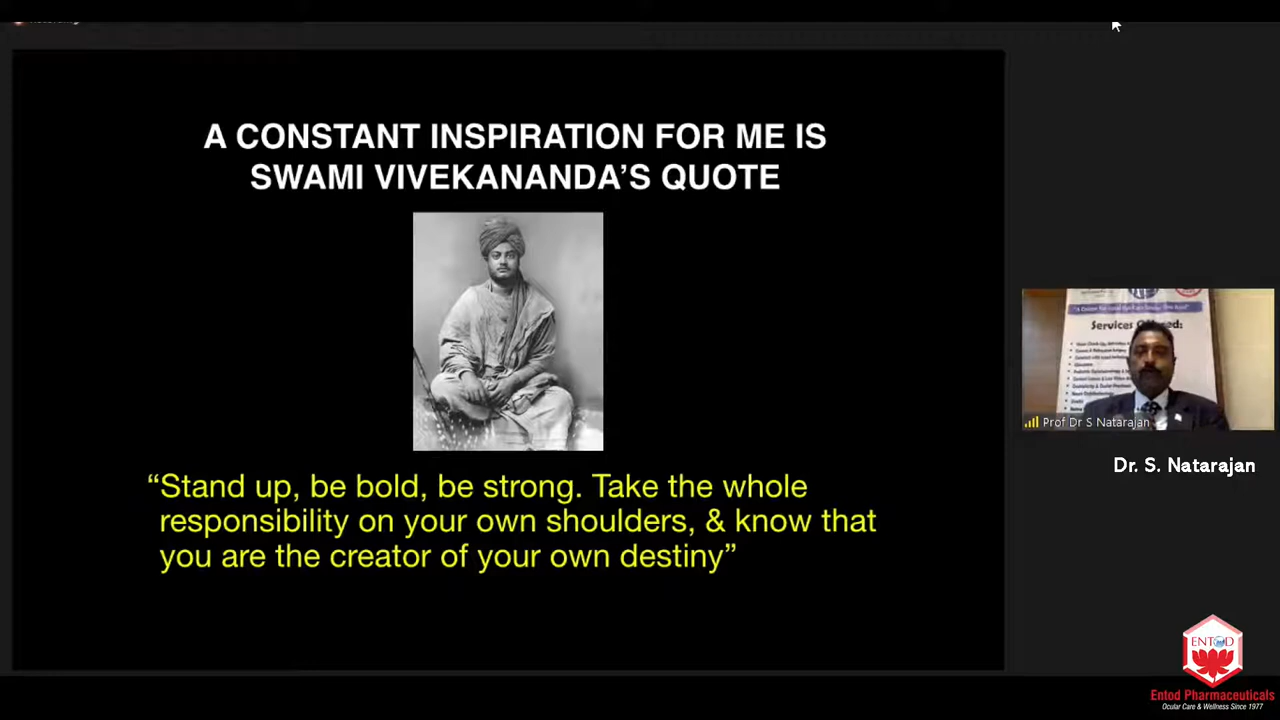 A CONSTANT INSPIRATION FOR ME IS
SWAMI VIVEKANANDA’S QUOTE
“Stand up, be bold, be strong. Take the whole
responsibility on your own shoulders, & know that
you are the creator of your own destiny”
Services Offered:
Prof Dr S Natarajan
Dr. S. Natarajan
ENTOD
Entod Pharmaceuticals
Ocular Care & Wellness Since 1977